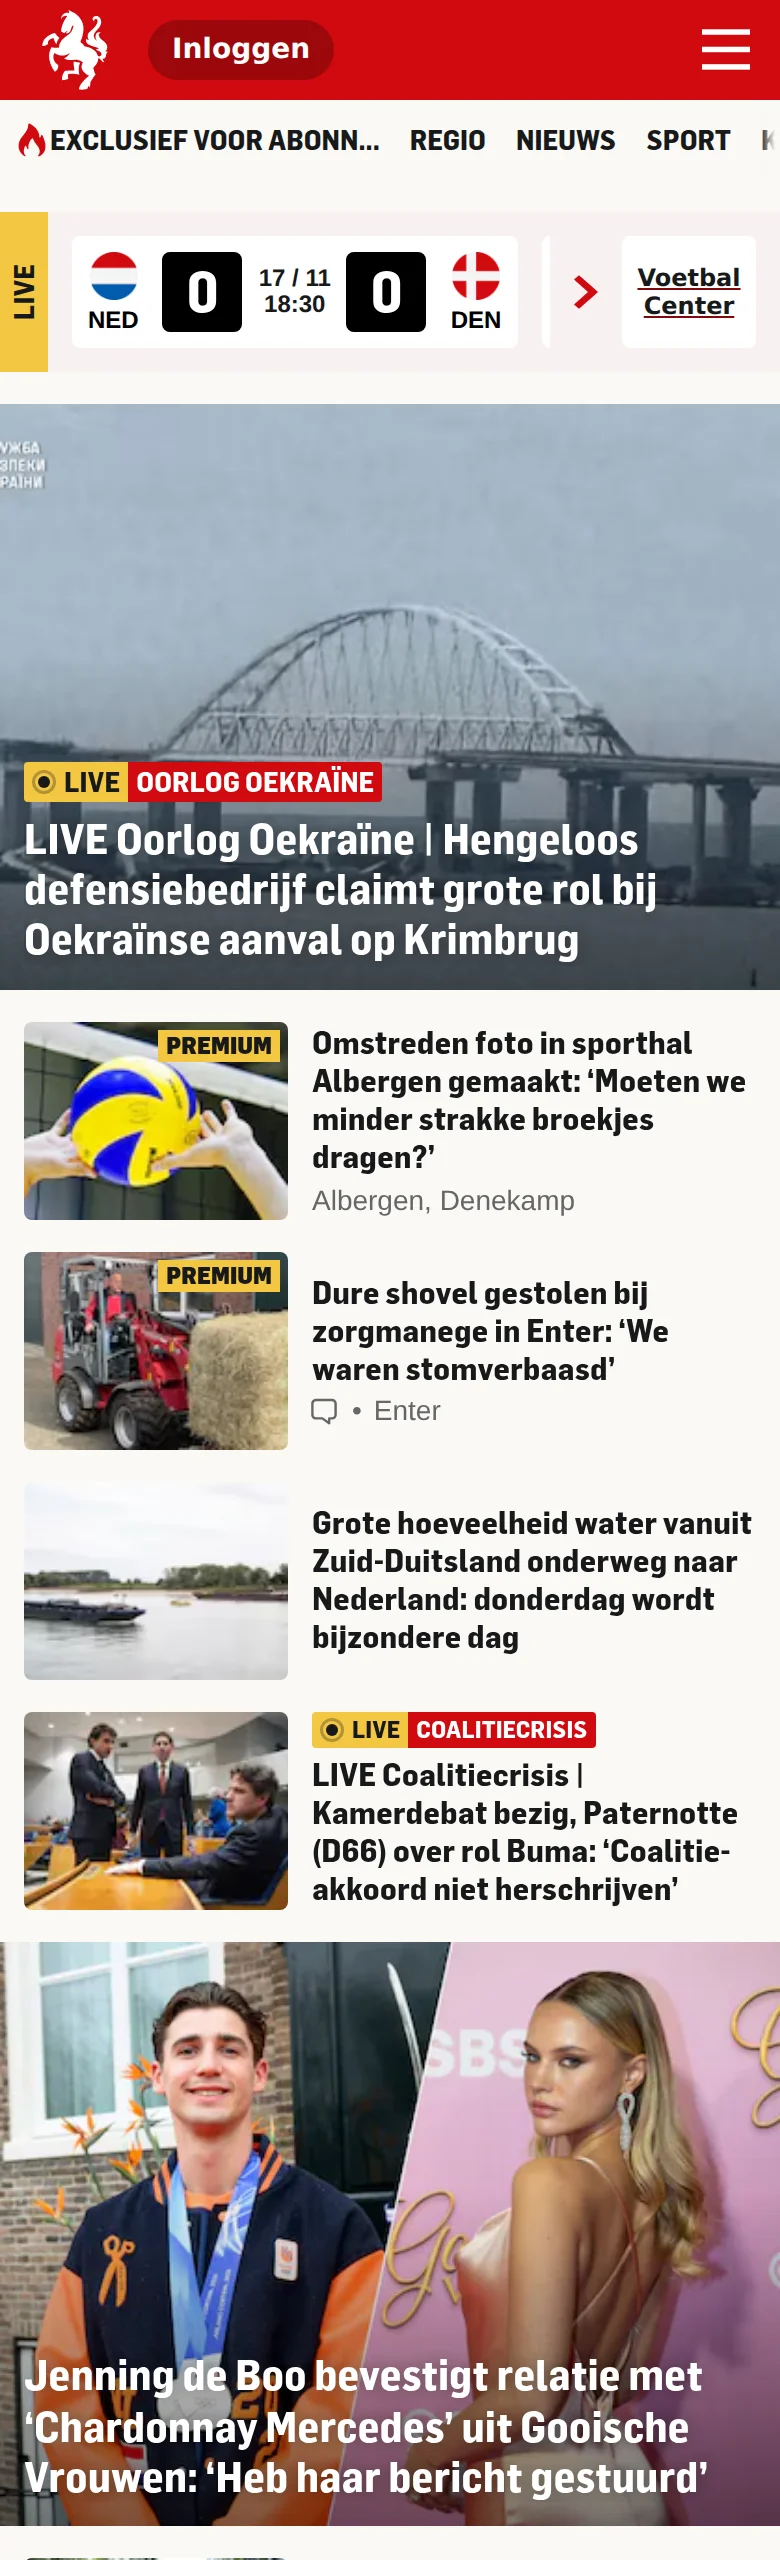 Inloggen
EXCLUSIEF VOOR ABONN... REGIO NIEUWS SPORT
LIVE
NED
0
17 / 11
18:30
0
DEN
Voetbal
Center
УЖБА
ЗПЕКИ
РАЇНИ
LIVE OORLOG OEKRAÏNE
LIVE Oorlog Oekraïne | Hengeloos
defensiebedrijf claimt grote rol bij
Oekraïnse aanval op Krimbrug
PREMIUM
Omstreden foto in sporthal
Albergen gemaakt: ‘Moeten we
minder strakke broekjes
dragen?’
Albergen, Denekamp
PREMIUM
Dure shovel gestolen bij
zorgmanege in Enter: ‘We
waren stomverbaasd’
• Enter
Grote hoeveelheid water vanuit
Zuid-Duitsland onderweg naar
Nederland: donderdag wordt
bijzondere dag
LIVE COALITIECRISIS
LIVE Coalitiecrisis |
Kamerdebat bezig, Paternotte
(D66) over rol Buma: ‘Coalitie-
akkoord niet herschrijven’
SBS
Jenning de Boo bevestigt relatie met
‘Chardonnay Mercedes’ uit Gooische
Vrouwen: ‘Heb haar bericht gestuurd’